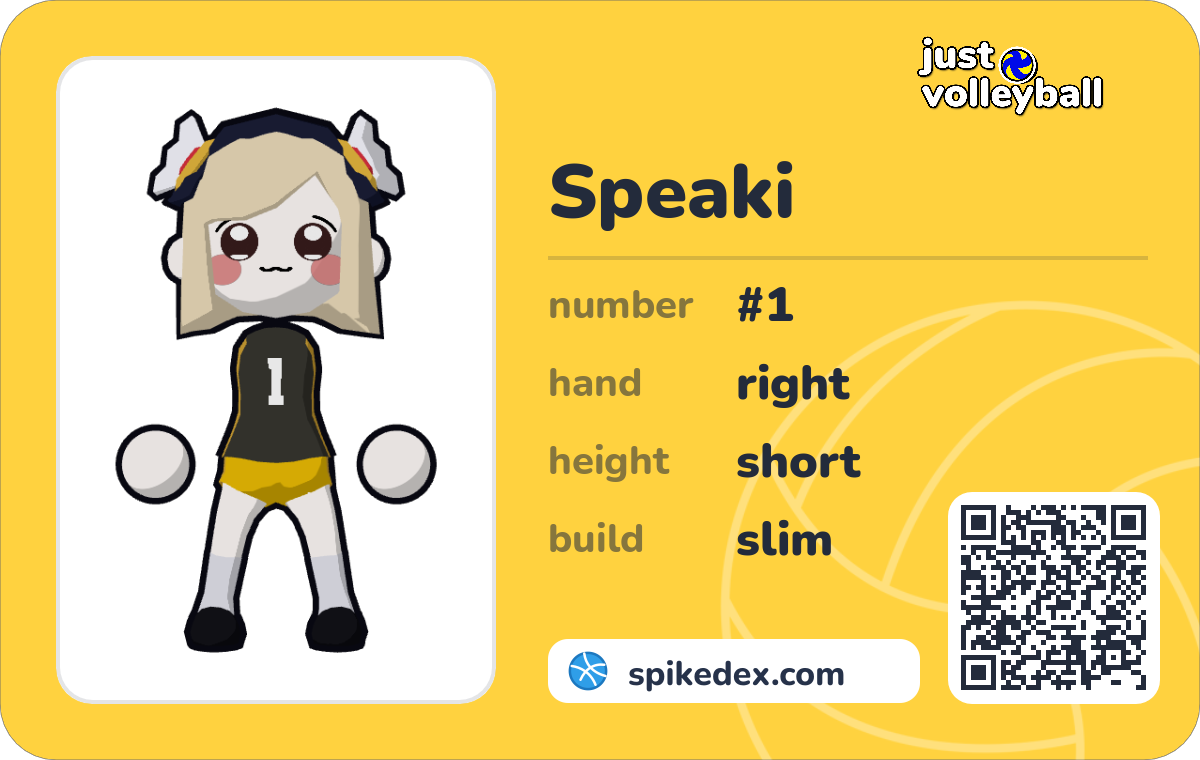 just
volleyball
Speaki
number #1
hand right
height short
build slim
1
spikedex.com